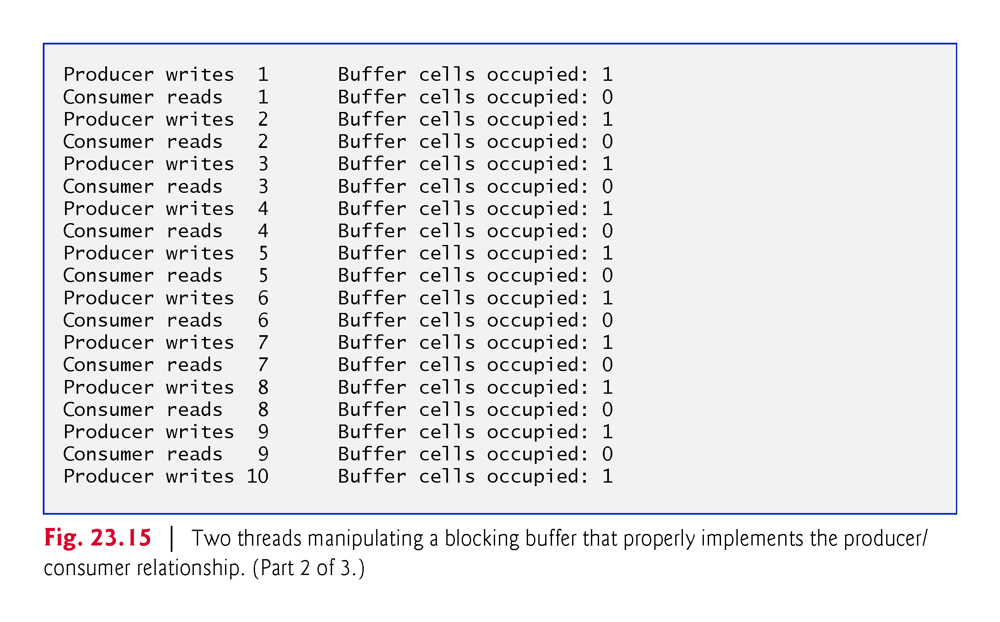 Producer writes  1      Buffer cells occupied: 1
Consumer reads   1      Buffer cells occupied: 0
Producer writes  2      Buffer cells occupied: 1
Consumer reads   2      Buffer cells occupied: 0
Producer writes  3      Buffer cells occupied: 1
Consumer reads   3      Buffer cells occupied: 0
Producer writes  4      Buffer cells occupied: 1
Consumer reads   4      Buffer cells occupied: 0
Producer writes  5      Buffer cells occupied: 1
Consumer reads   5      Buffer cells occupied: 0
Producer writes  6      Buffer cells occupied: 1
Consumer reads   6      Buffer cells occupied: 0
Producer writes  7      Buffer cells occupied: 1
Consumer reads   7      Buffer cells occupied: 0
Producer writes  8      Buffer cells occupied: 1
Consumer reads   8      Buffer cells occupied: 0
Producer writes  9      Buffer cells occupied: 1
Consumer reads   9      Buffer cells occupied: 0
Producer writes 10      Buffer cells occupied: 1
Fig. 23.15 | Two threads manipulating a blocking buffer that properly implements the producer/
consumer relationship. (Part 2 of 3.)